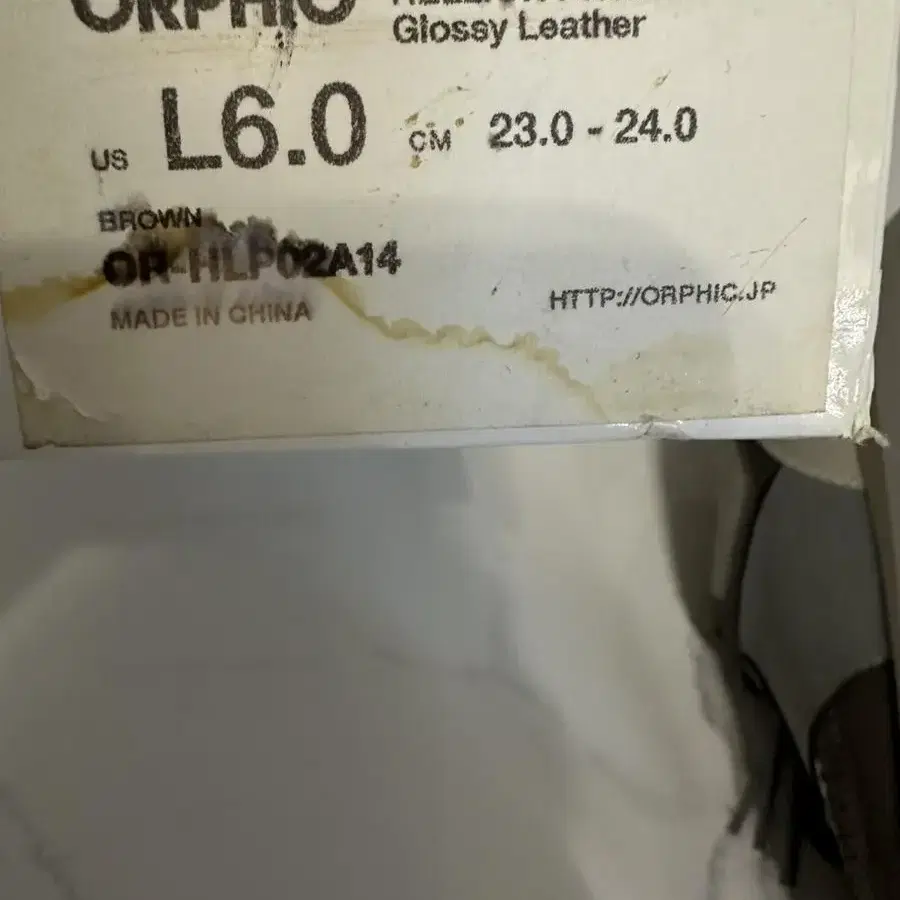 ORPHIC
Glossy Leather
US L6.0 CM 23.0 - 24.0
BROWN
OR-HLP02A14
MADE IN CHINA
HTTP://ORPHIC.JP